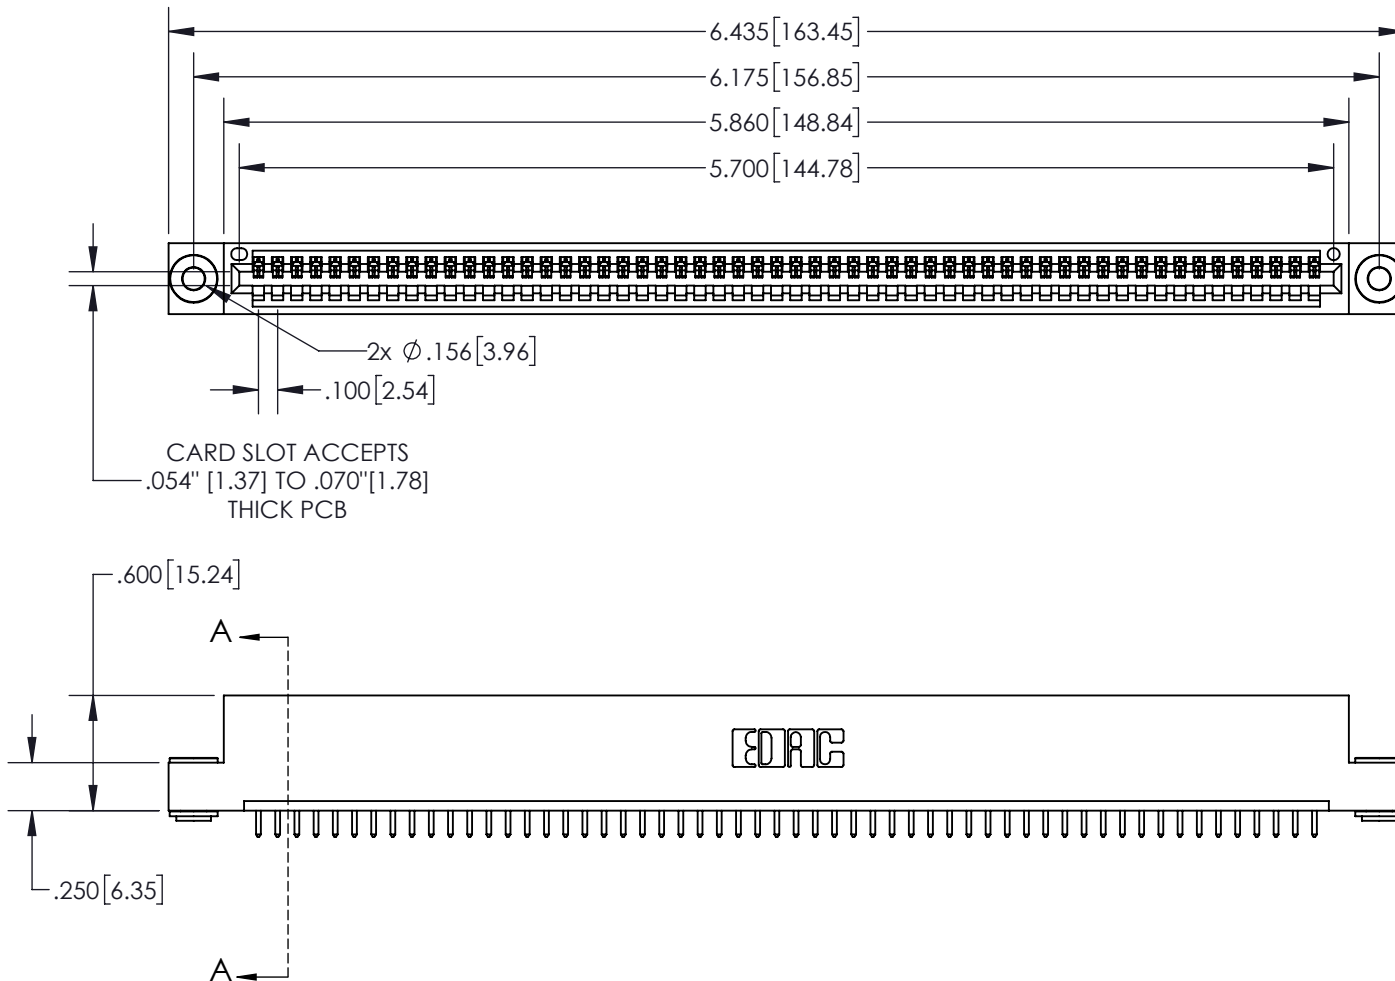 6.435[163.45]
6.175[156.85]
5.860[148.84]
5.700[144.78]
2x Ø.156[3.96]
.100[2.54]
CARD SLOT ACCEPTS
.054" [1.37] TO .070"[1.78]
THICK PCB
.600[15.24]
A
EDAC
.250[6.35]
A